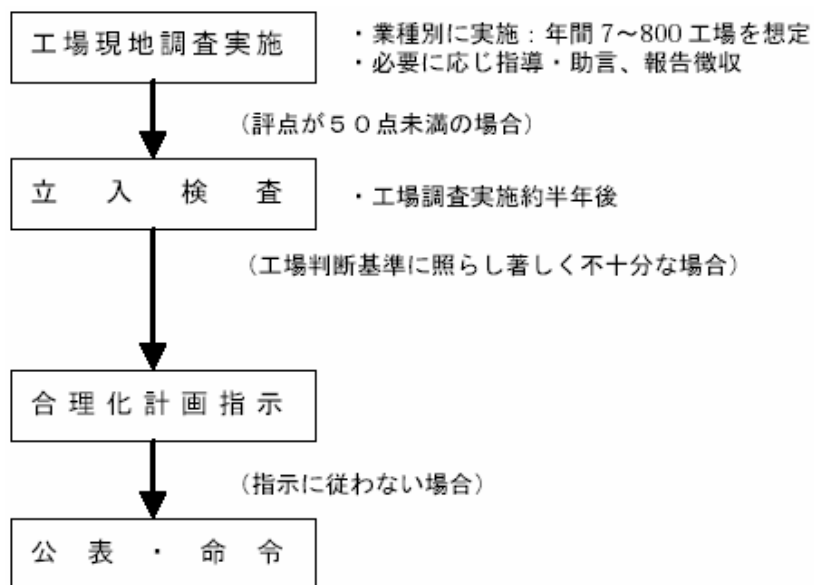 工場現地調査実施
・業種別に実施：年間7～800工場を想定
・必要に応じ指導・助言、報告徴収
（評点が５０点未満の場合）
立入検査
・工場調査実施約半年後
（工場判断基準に照らし著しく不十分な場合）
合理化計画指示
（指示に従わない場合）
公表・命令